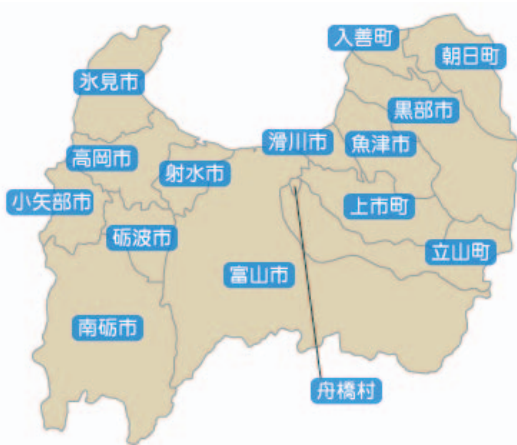 入善町
朝日町
氷見市
黒部市
滑川市
魚津市
高岡市
射水市
小矢部市
上市町
砺波市
立山町
富山市
南砺市
舟橋村